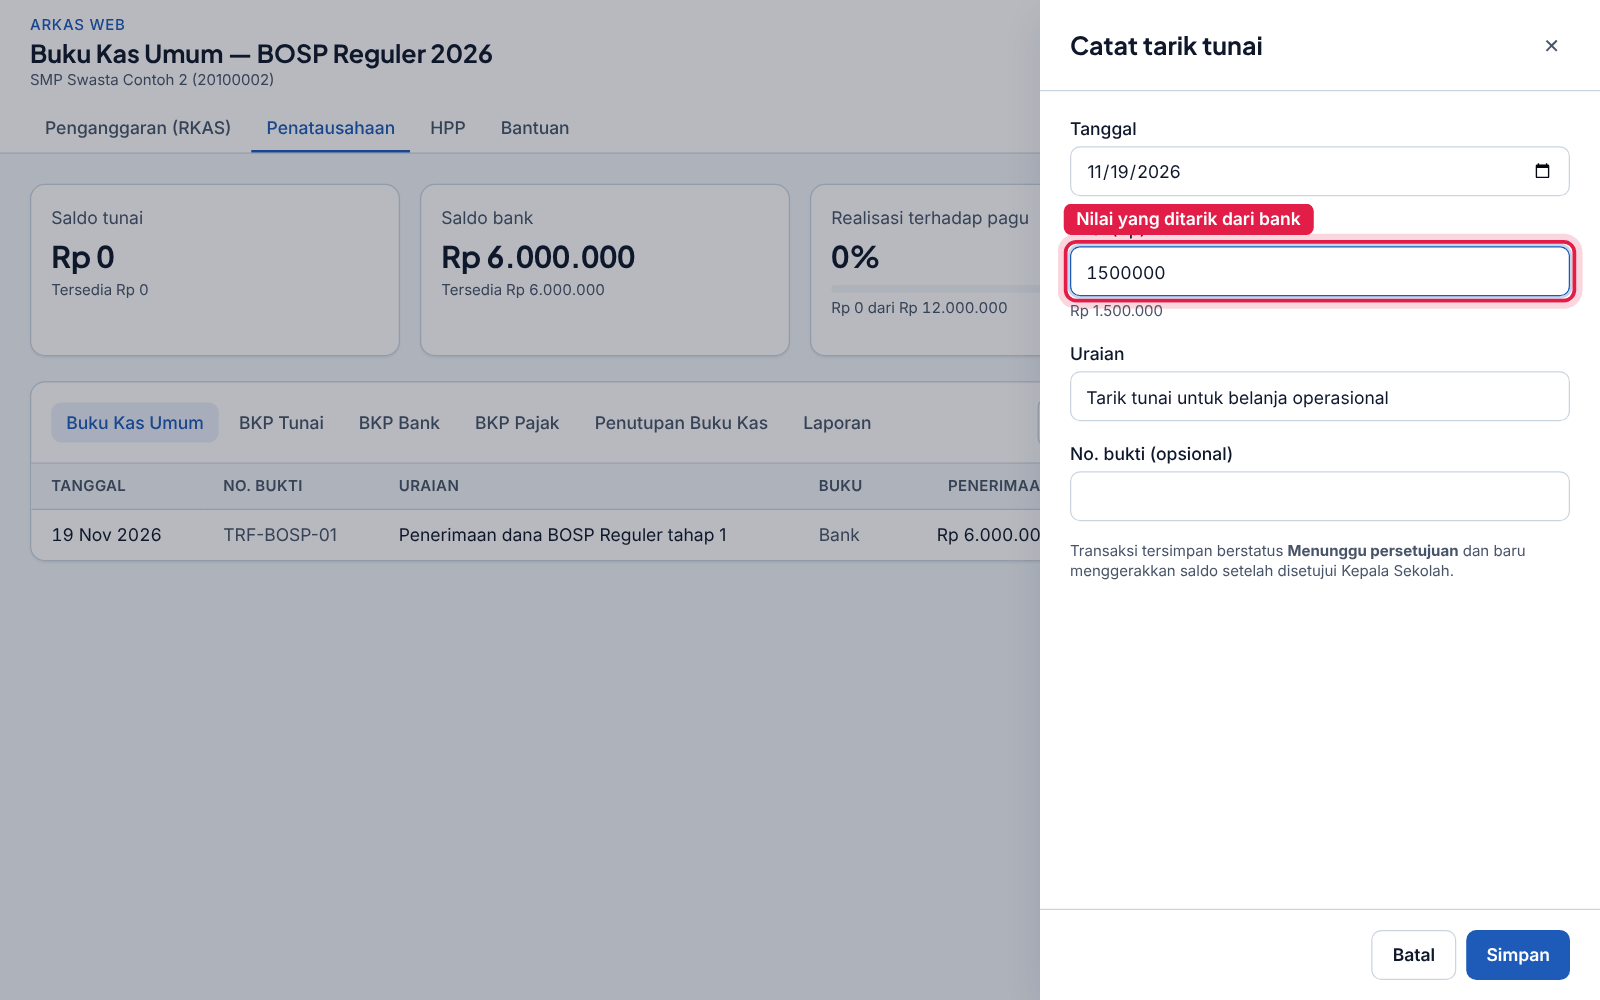 ARKAS WEB
Buku Kas Umum — BOSP Reguler 2026
SMP Swasta Contoh 2 (20100002)
Penganggaran (RKAS)
Penatausahaan
HPP
Bantuan
Saldo tunai
Rp 0
Tersedia Rp 0
Saldo bank
Rp 6.000.000
Tersedia Rp 6.000.000
Realisasi terhadap pagu
0%
Rp 0 dari Rp 12.000.000
Buku Kas Umum
BKP Tunai
BKP Bank
BKP Pajak
Penutupan Buku Kas
Laporan
TANGGAL NO. BUKTI URAIAN BUKU PENERIMAA
19 Nov 2026 TRF-BOSP-01 Penerimaan dana BOSP Reguler tahap 1 Bank Rp 6.000.00
Catat tarik tunai
Tanggal
11/19/2026
Nilai yang ditarik dari bank
1500000
Rp 1.500.000
Uraian
Tarik tunai untuk belanja operasional
No. bukti (opsional)
Transaksi tersimpan berstatus Menunggu persetujuan dan baru
menggerakkan saldo setelah disetujui Kepala Sekolah.
Batal
Simpan